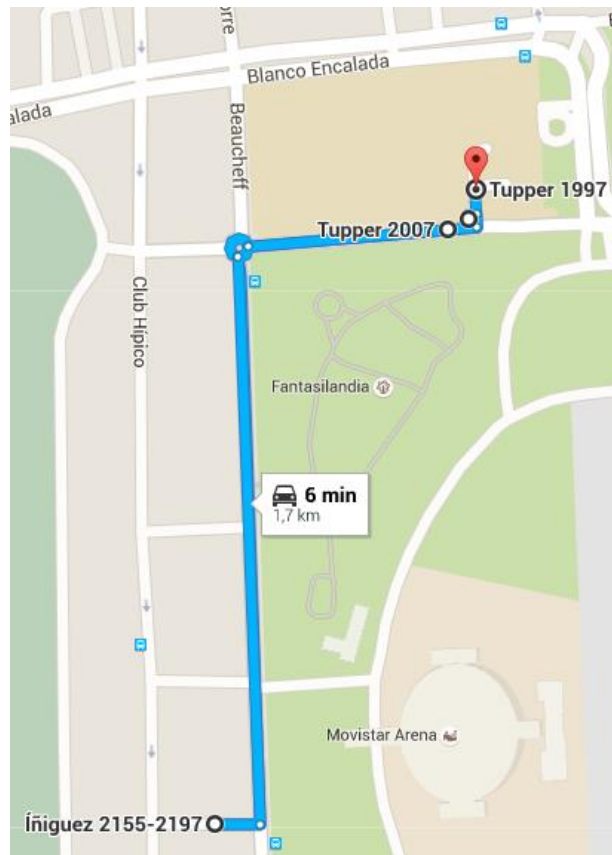 orre
Blanco Encalada
alada
Beaucheff
Tupper 1997
Tupper 2007
Club Hípico
Fantasilandia
6 min
1,7 km
Movistar Arena
Íñiguez 2155-2197